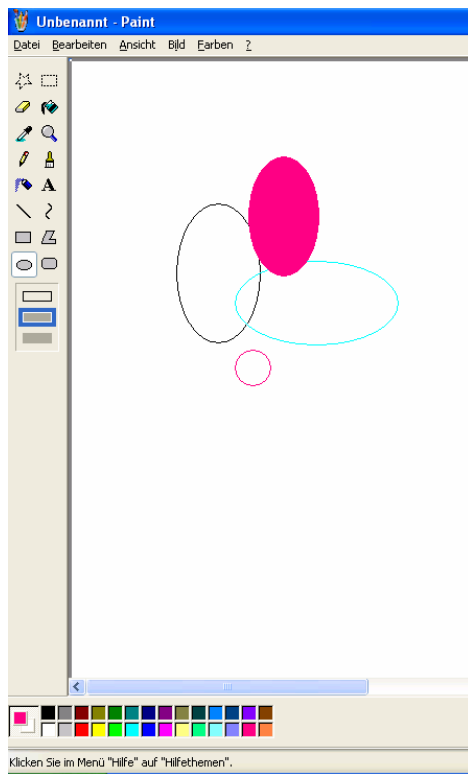 Unbenannt - Paint
Datei Bearbeiten Ansicht Bild Farben ?
A
Klicken Sie im Menü "Hilfe" auf "Hilfethemen".